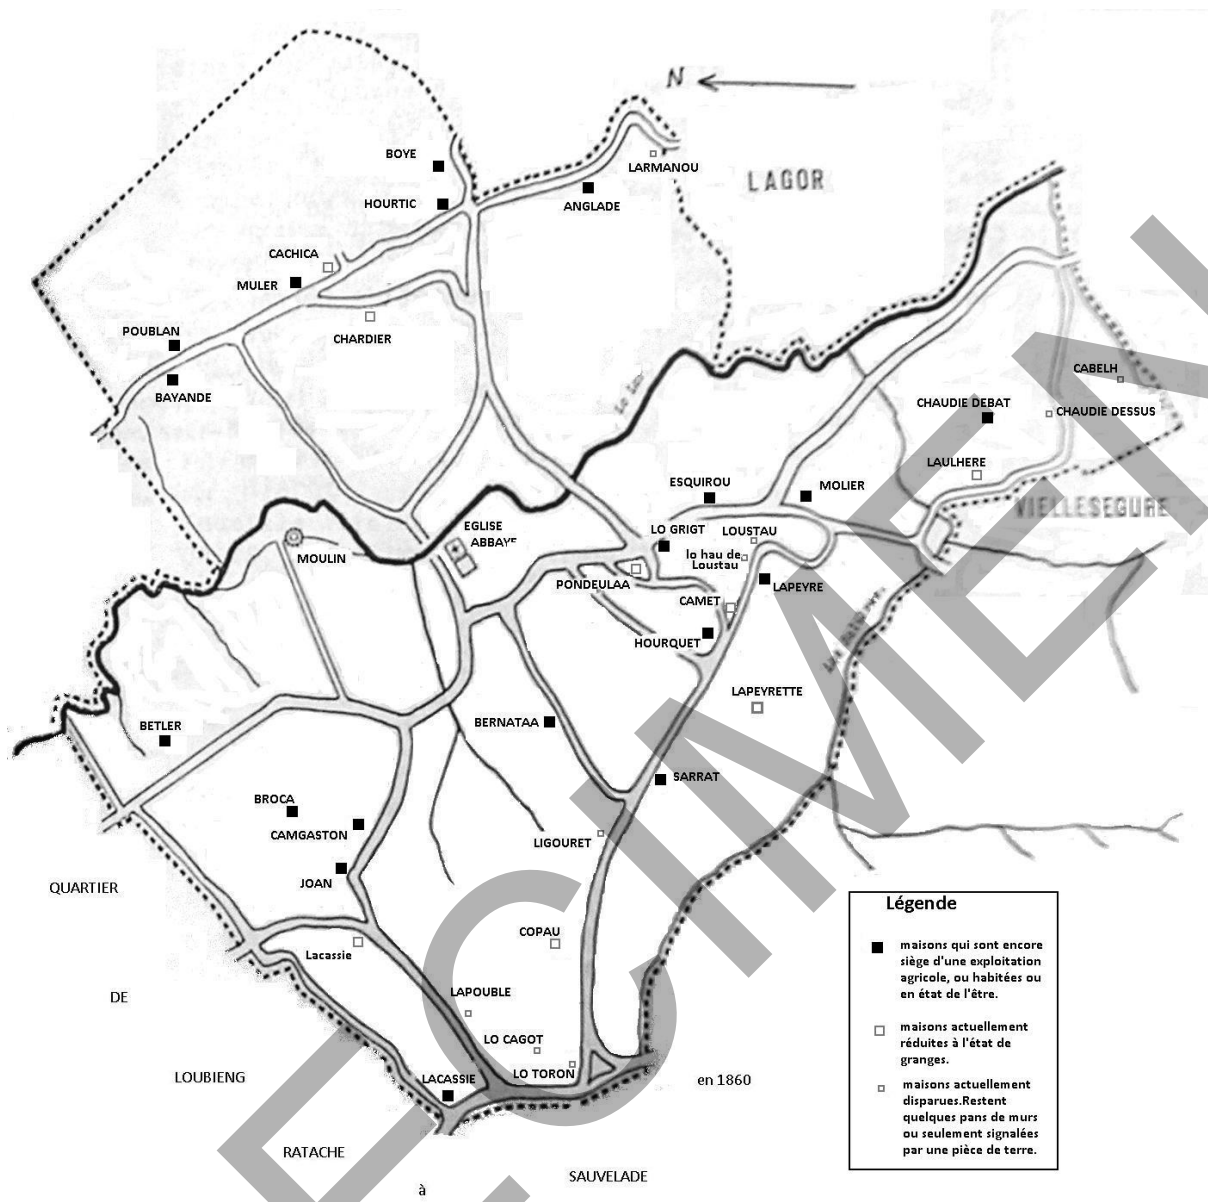 N
BOYE
LARMANOU
LAGOR
HOURTIC
ANGLADE
CACHICA
MULER
POUBLAN
CHARDIER
BAYANDE
CABELH
CHAUDIE DEBAT
CHAUDIE DESSUS
LAULHERE
ESQUIROU
MOLIER
VIELLESEGURE
EGLISE
ABBAYE
LO GRIGT
LOUSTAU
MOULIN
lo hau de
Loustau
PONDEULAA
LAPEYRE
CAMET
HOURQUET
LAPEYRETTE
BETLER
BERNATAA
SARRAT
BROCA
CAMGASTON
LIGOURET
JOAN
QUARTIER
COPAU
Lacassie
DE
LAPOUBLE
LO CAGOT
LO TORON
LOUBIENG
LACASSIE
en 1860
RATACHE
SAUVELADE
à
Légende
maisons qui sont encore
siège d'une exploitation
agricole, ou habitées ou
en état de l'être.
maisons actuellement
réduites à l'état de
granges.
maisons actuellement
disparues.Restent
quelques pans de murs
ou seulement signalées
par une pièce de terre.
SPECIMEN